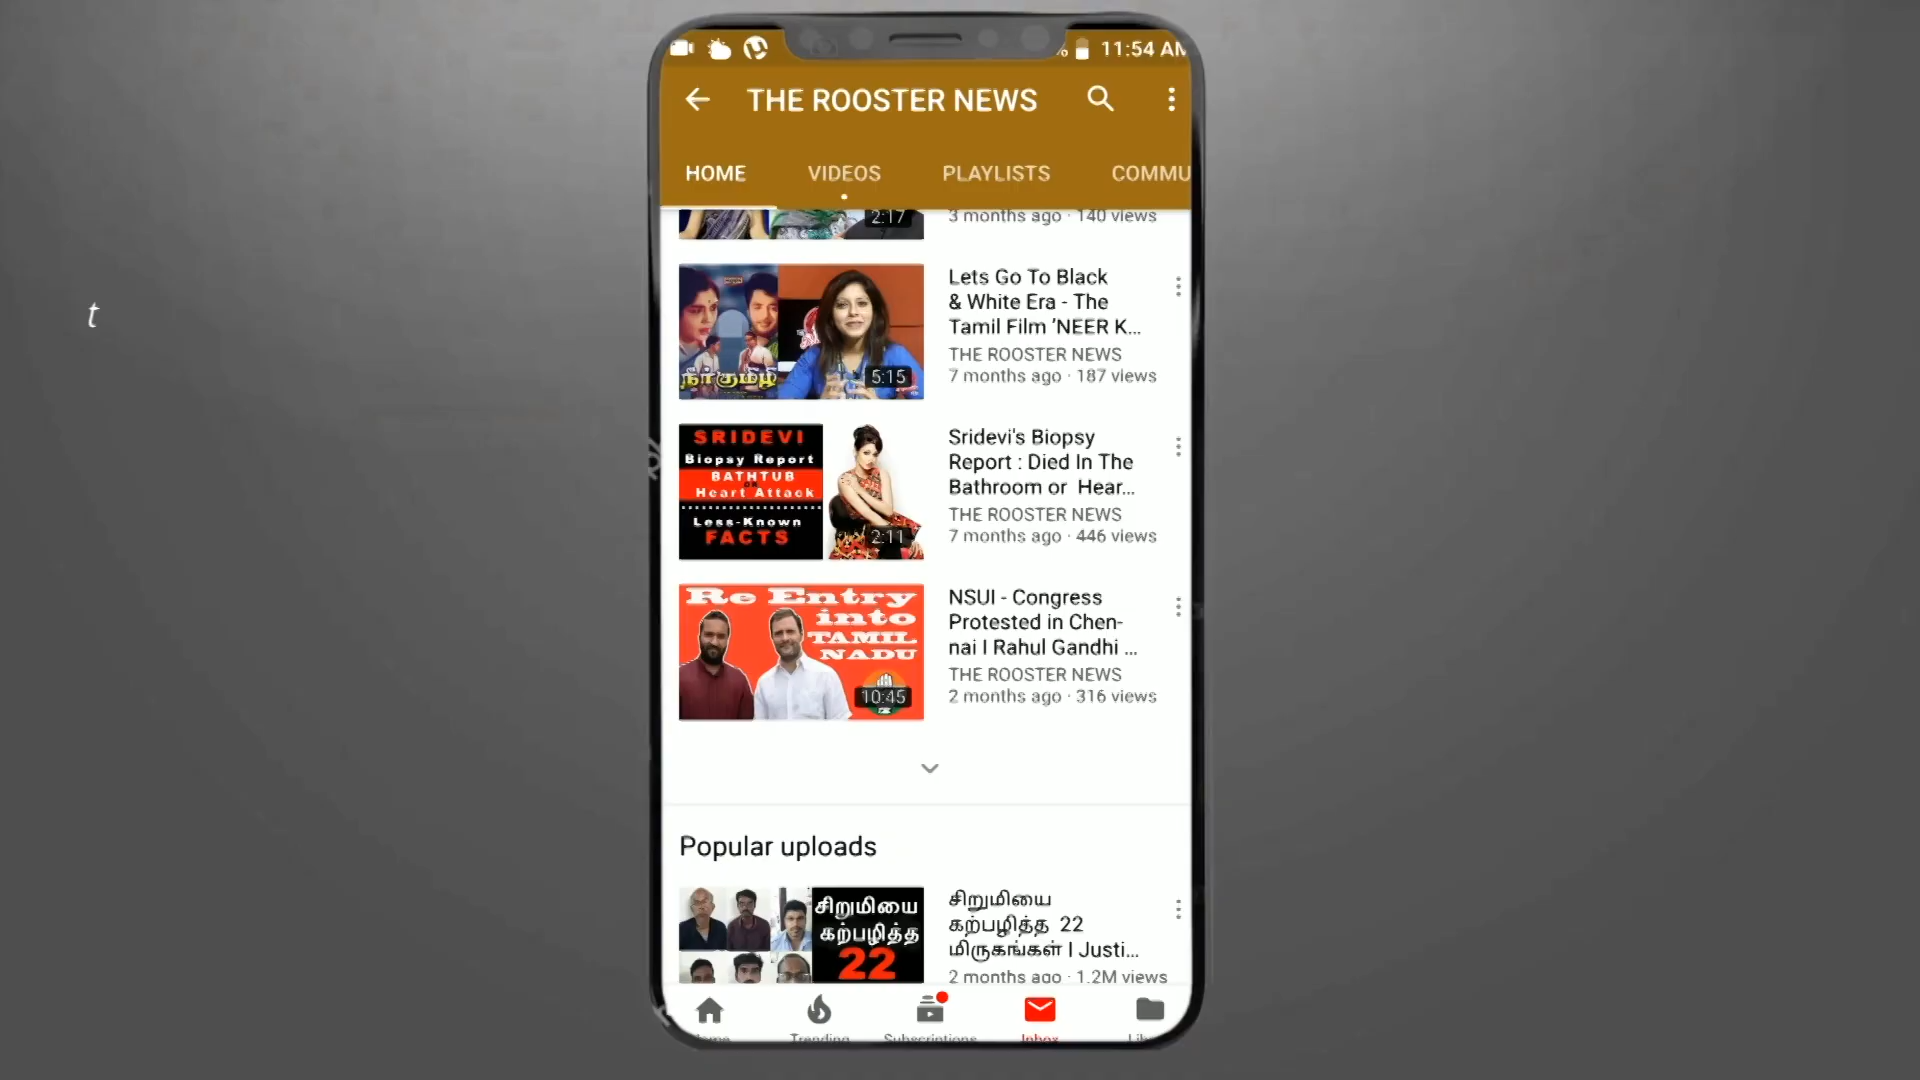 11:54 AM
THE ROOSTER NEWS
HOME VIDEOS PLAYLISTS COMMU
2:17
3 months ago · 140 views
t
நீர்குமிழி
5:15
Lets Go To Black
& White Era - The
Tamil Film 'NEER K...
THE ROOSTER NEWS
7 months ago · 187 views
SRIDEVI
Biopsy Report
BATHTUB
OR
Heart Attack
Less-Known
FACTS
2:11
Sridevi's Biopsy
Report : Died In The
Bathroom or Hear...
THE ROOSTER NEWS
7 months ago · 446 views
Re Entry
into
TAMIL
NADU
10:45
NSUI - Congress
Protested in Chen-
nai I Rahul Gandhi ...
THE ROOSTER NEWS
2 months ago · 316 views
Popular uploads
சிறுமியை
கற்பழித்த
22
சிறுமியை
கற்பழித்த 22
மிருகங்கள் I Justi...
2 months ago · 1.2M views
Trending Subscriptions Inbox